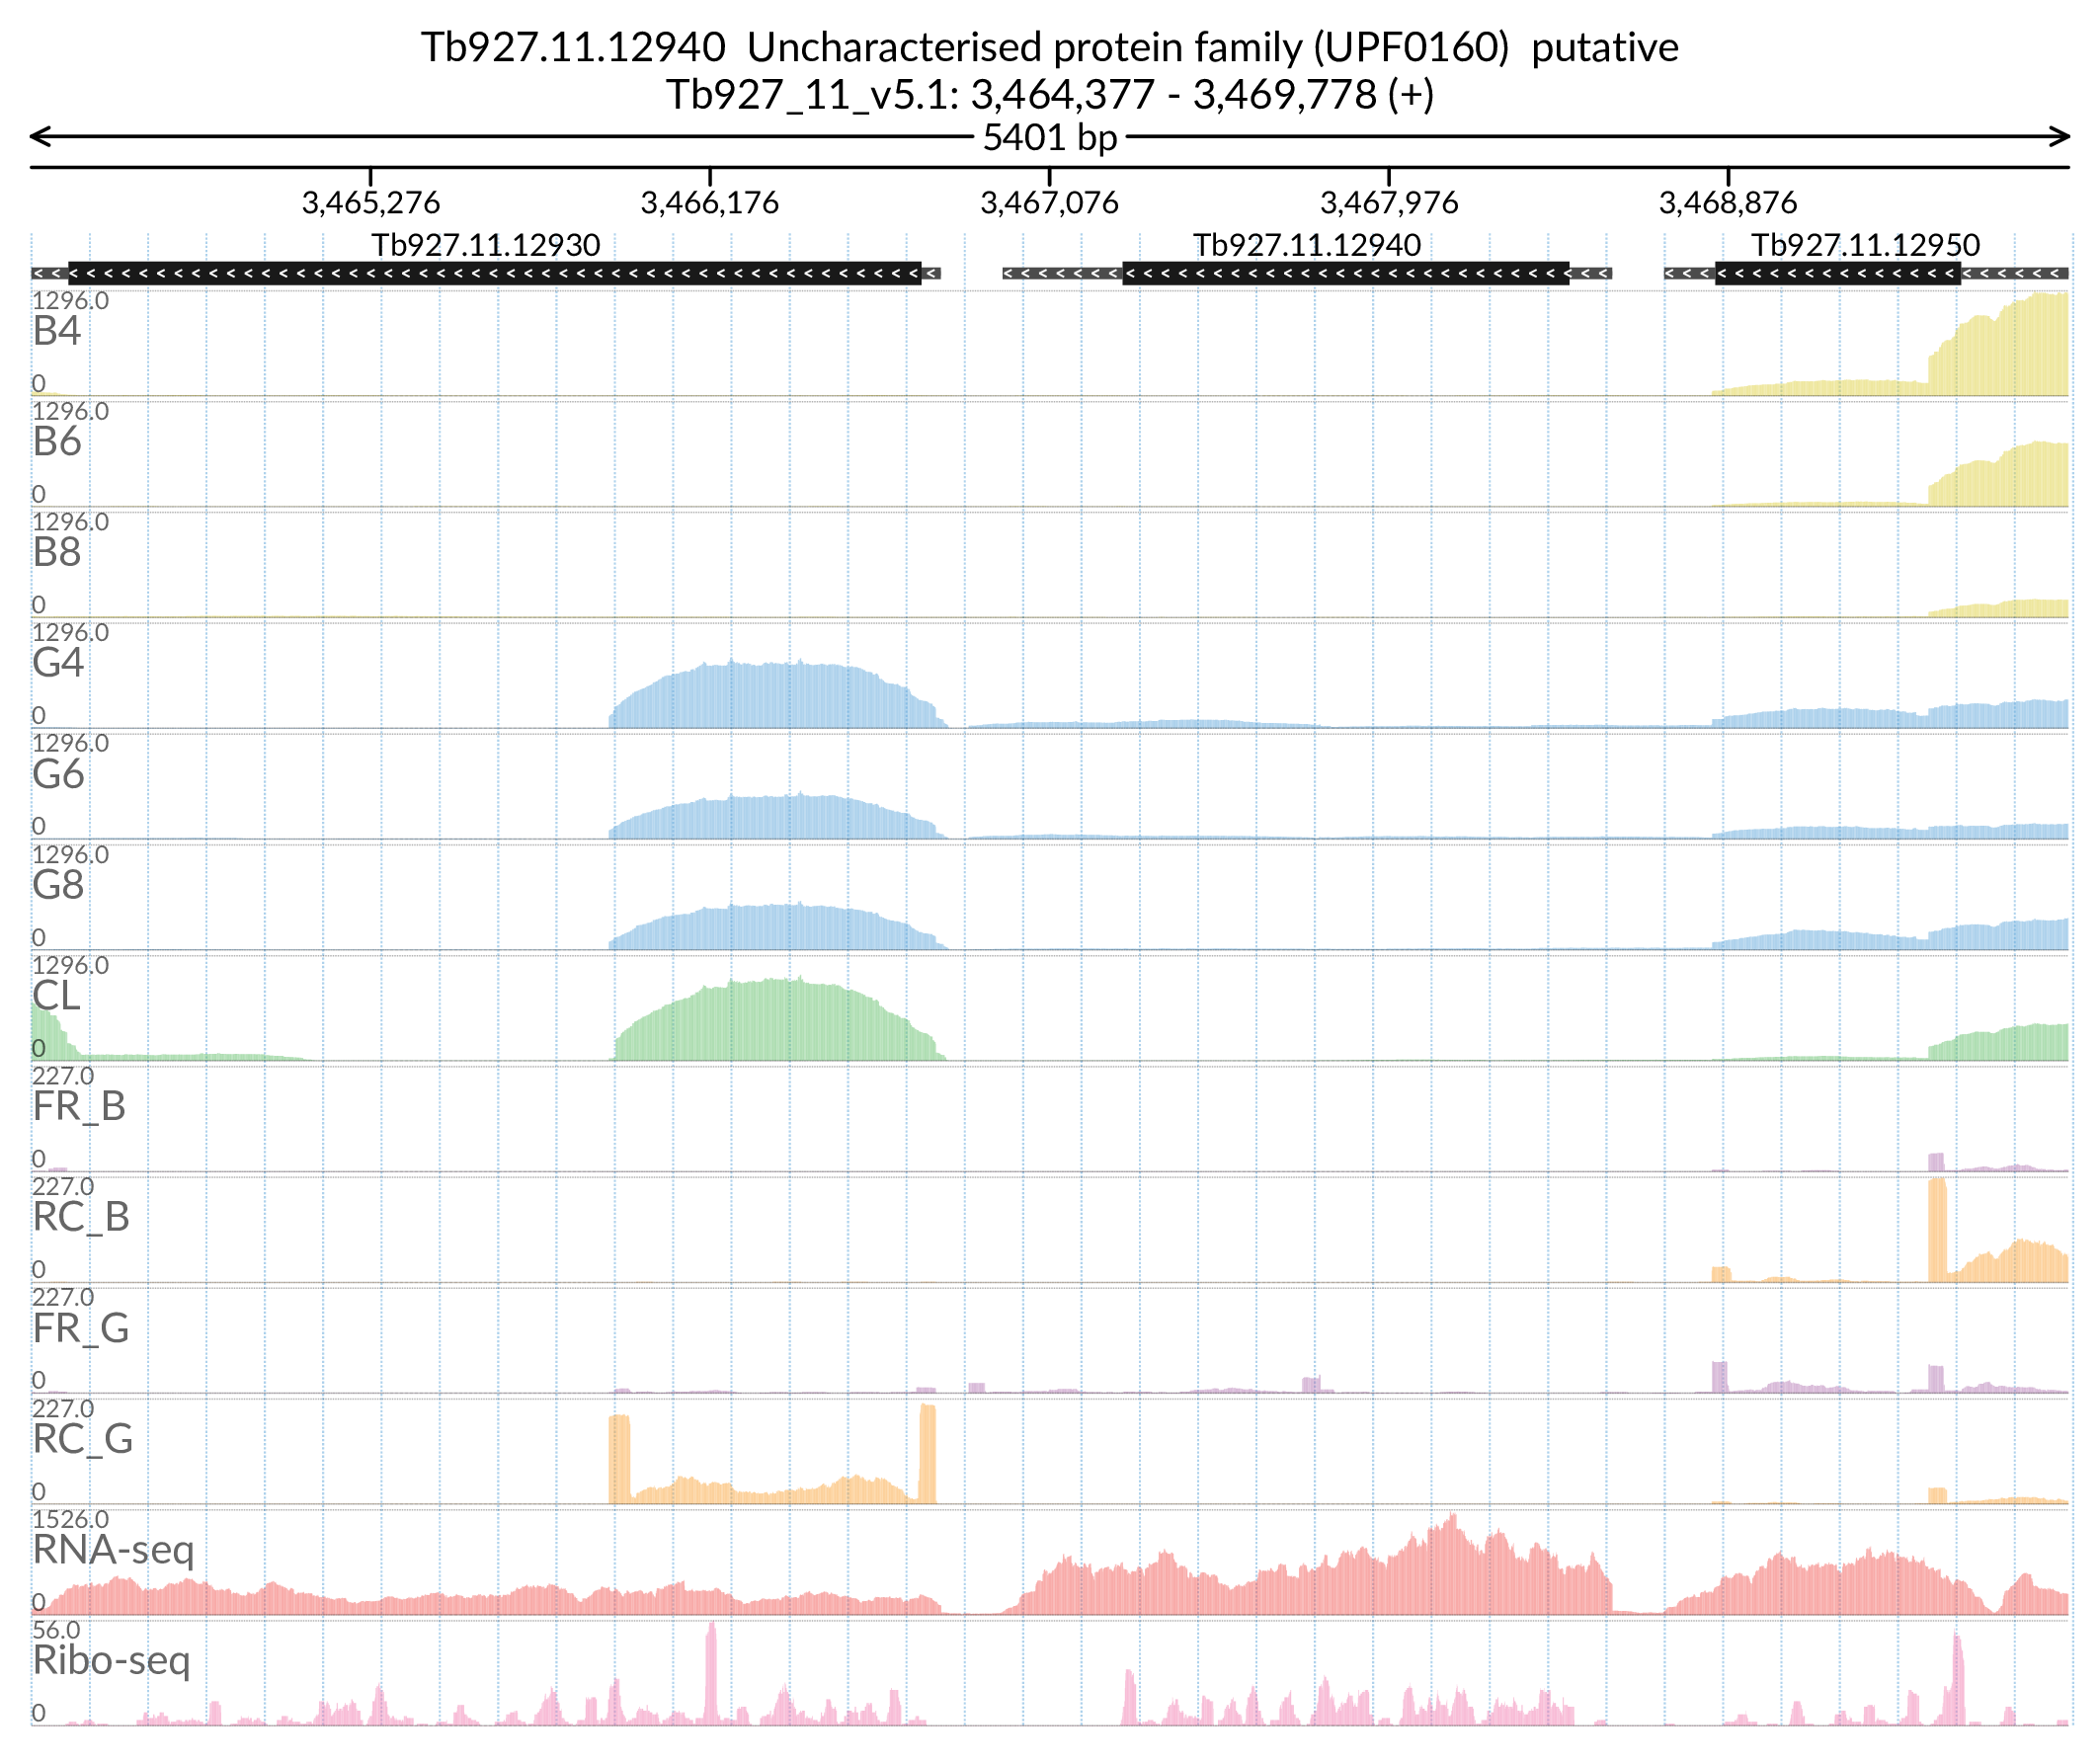 Tb927.11.12940  Uncharacterised protein family (UPF0160)  putative
Tb927_11_v5.1: 3,464,377 - 3,469,778 (+)
5401 bp
3,465,276 3,466,176 3,467,076 3,467,976 3,468,876
Tb927.11.12930 Tb927.11.12940 Tb927.11.12950
1296.0
B4
0
1296.0
B6
0
1296.0
B8
0
1296.0
G4
0
1296.0
G6
0
1296.0
G8
0
1296.0
CL
0
227.0
FR_B
0
227.0
RC_B
0
227.0
FR_G
0
227.0
RC_G
0
1526.0
RNA-seq
0
56.0
Ribo-seq
0